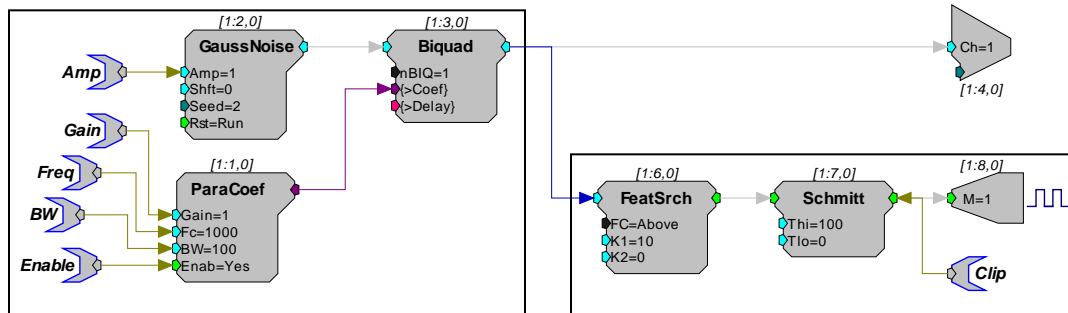 [1:2,0]
GaussNoise
Amp=1
Shft=0
Seed=2
Rst=Run
[1:3,0]
Biquad
nBIQ=1
{>Coef}
{>Delay}
Ch=1
[1:4,0]
Amp
Gain
Freq
BW
Enable
[1:1,0]
ParaCoef
Gain=1
Fc=1000
BW=100
Enab=Yes
[1:6,0]
FeatSrch
FC=Above
K1=10
K2=0
[1:7,0]
Schmitt
Thi=100
Tlo=0
[1:8,0]
M=1
Clip